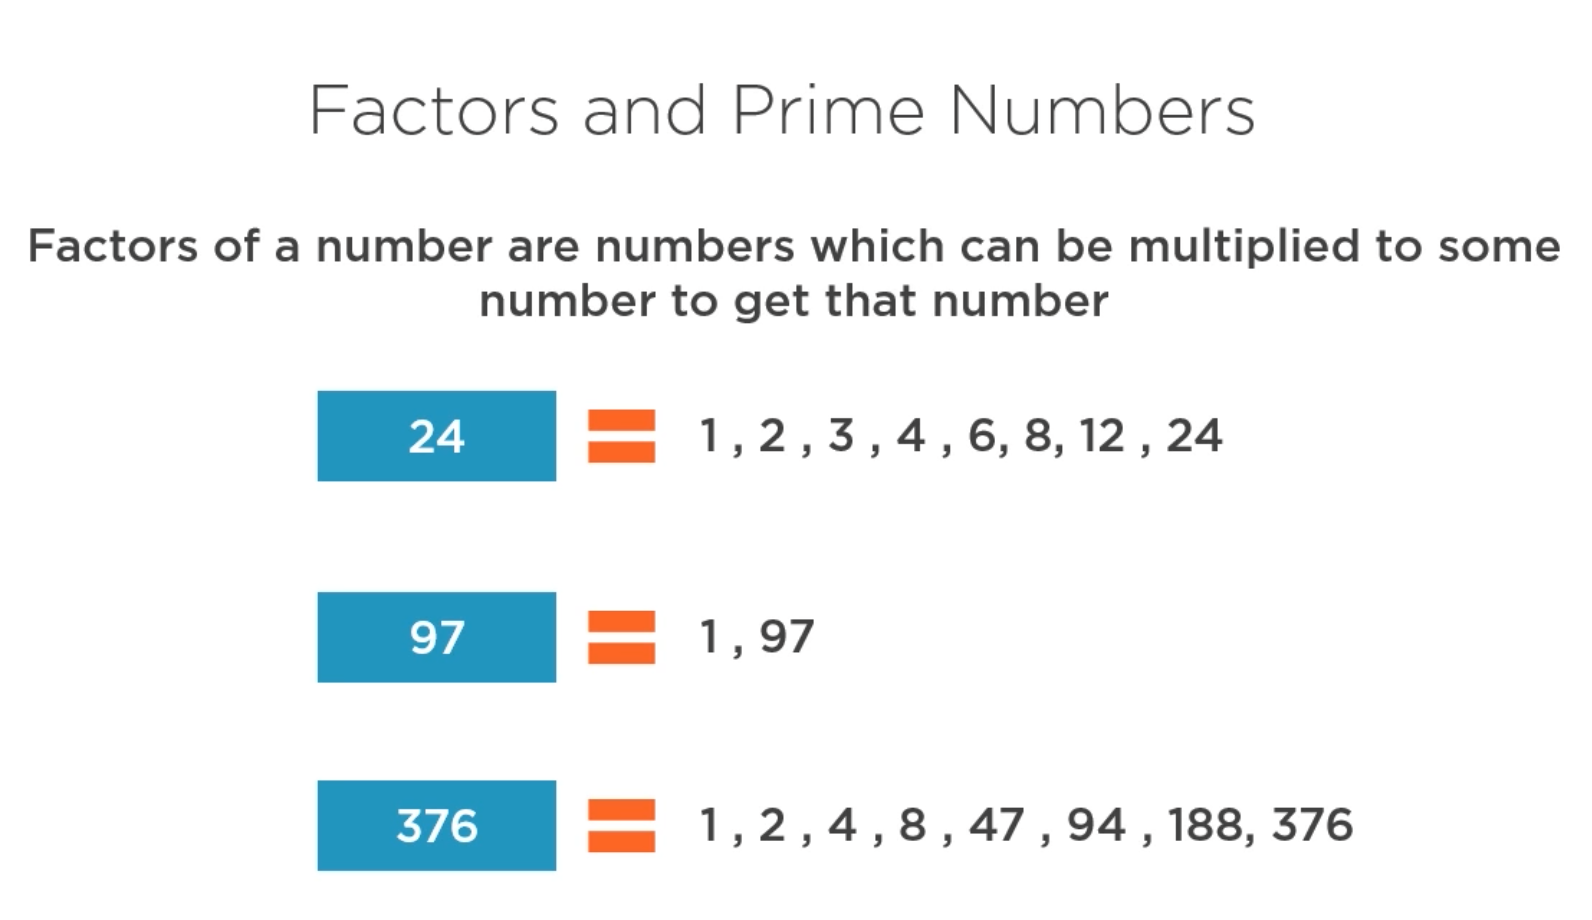 Factors and Prime Numbers
Factors of a number are numbers which can be multiplied to some
number to get that number
24 = 1 , 2 , 3 , 4 , 6, 8, 12 , 24
97 = 1 , 97
376 = 1 , 2 , 4 , 8 , 47 , 94 , 188, 376